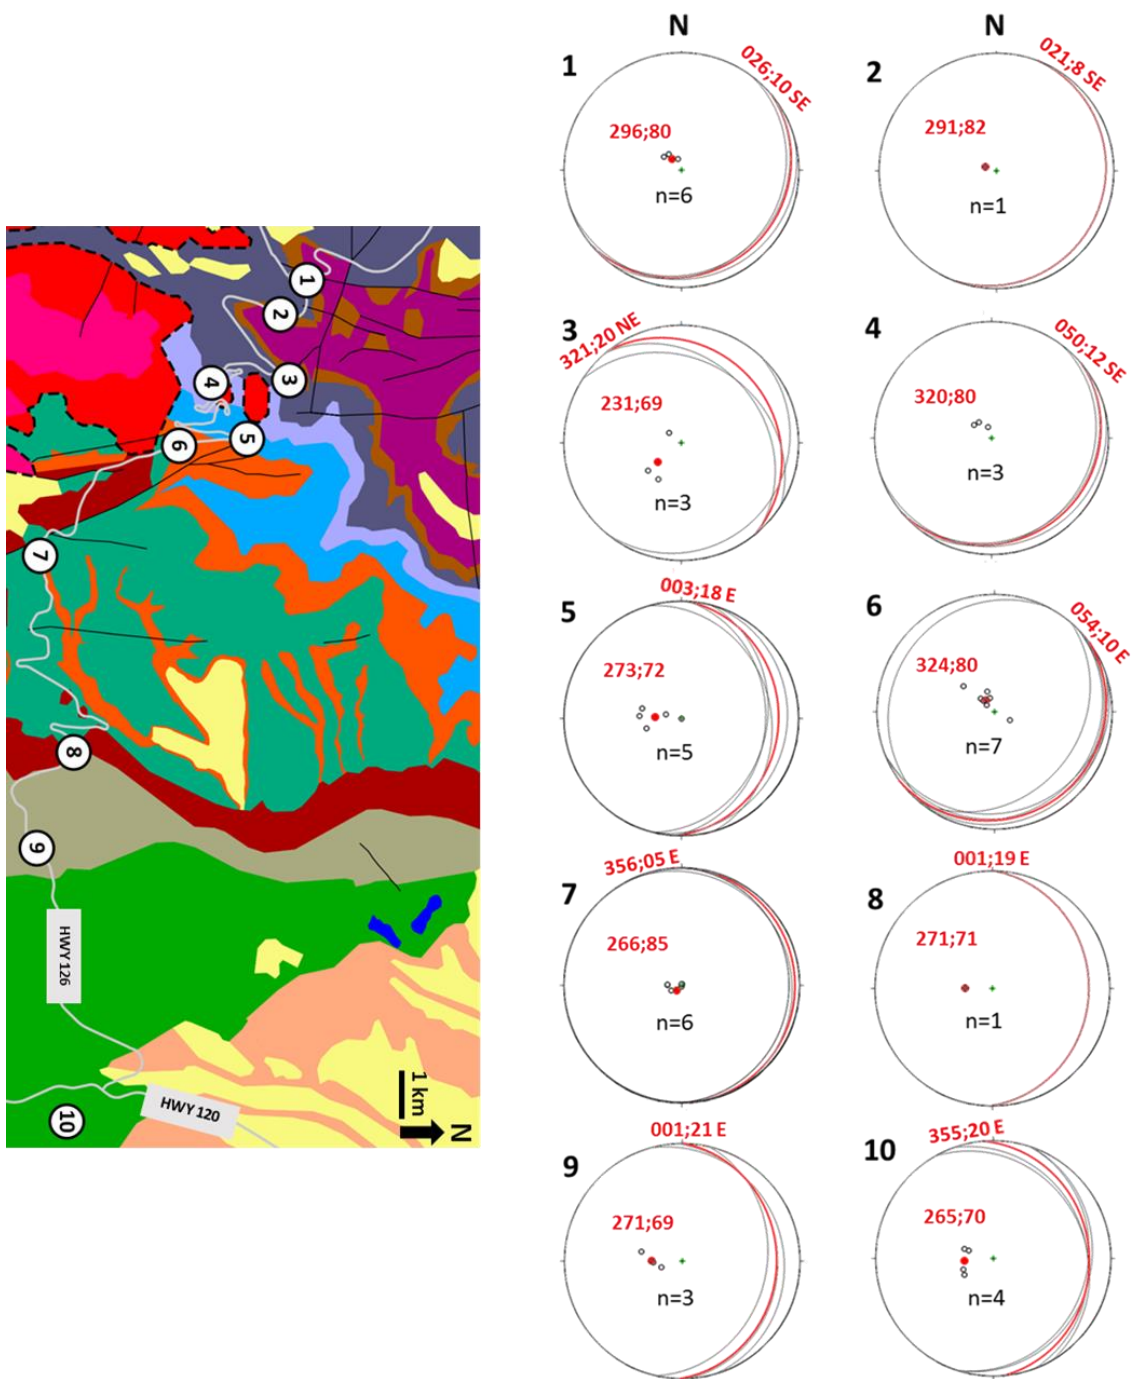 N
N
1
026;10 SE
296;80
n=6
2
021;8 SE
291;82
n=1
3
321;20 NE
231;69
n=3
4
050;12 SE
320;80
n=3
5
003;18 E
273;72
n=5
6
054;10 E
324;80
n=7
7
356;05 E
266;85
n=6
8
001;19 E
271;71
n=1
9
001;21 E
271;69
n=3
10
355;20 E
265;70
n=4
1
2
3
4
5
6
7
8
9
HWY 126
10
HWY 120
1 km
N